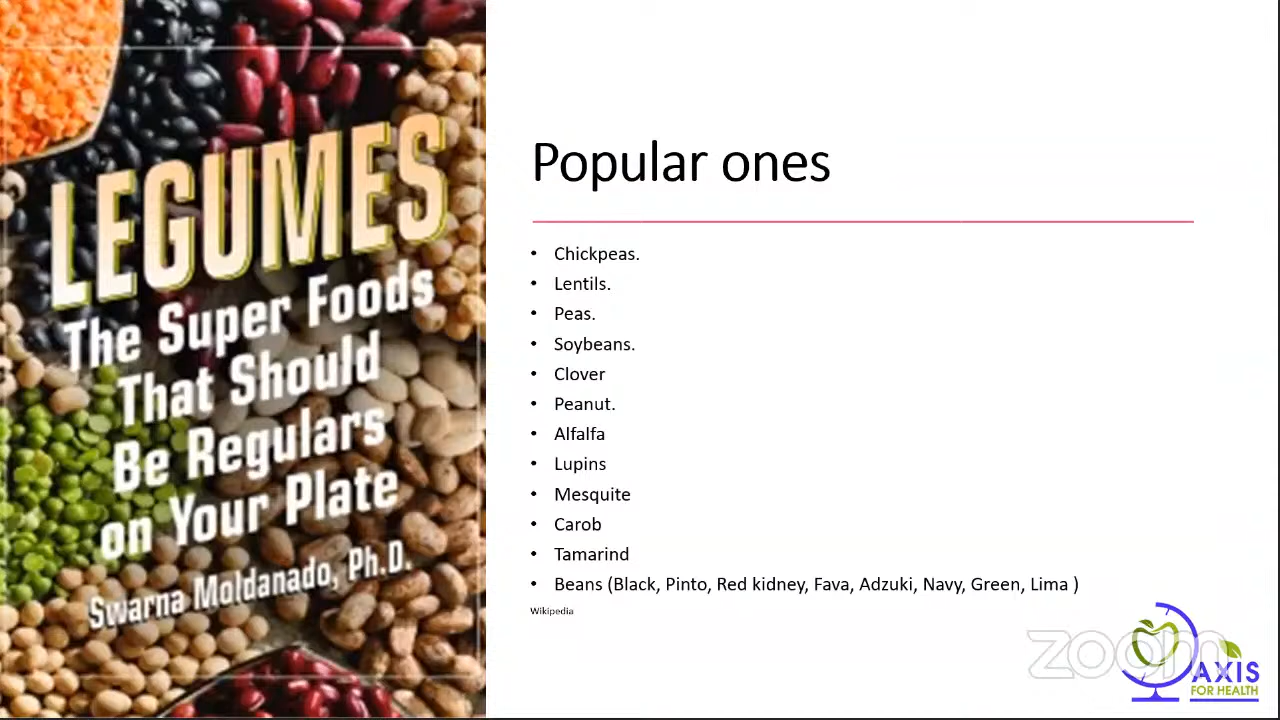 LEGUMES
The Super Foods
That Should
Be Regulars
on Your Plate
Swarna Moldanado, Ph.D.
Popular ones
• Chickpeas.
• Lentils.
• Peas.
• Soybeans.
• Clover
• Peanut.
• Alfalfa
• Lupins
• Mesquite
• Carob
• Tamarind
• Beans (Black, Pinto, Red kidney, Fava, Adzuki, Navy, Green, Lima )
Wikipedia
zoom
AXIS
FOR HEALTH